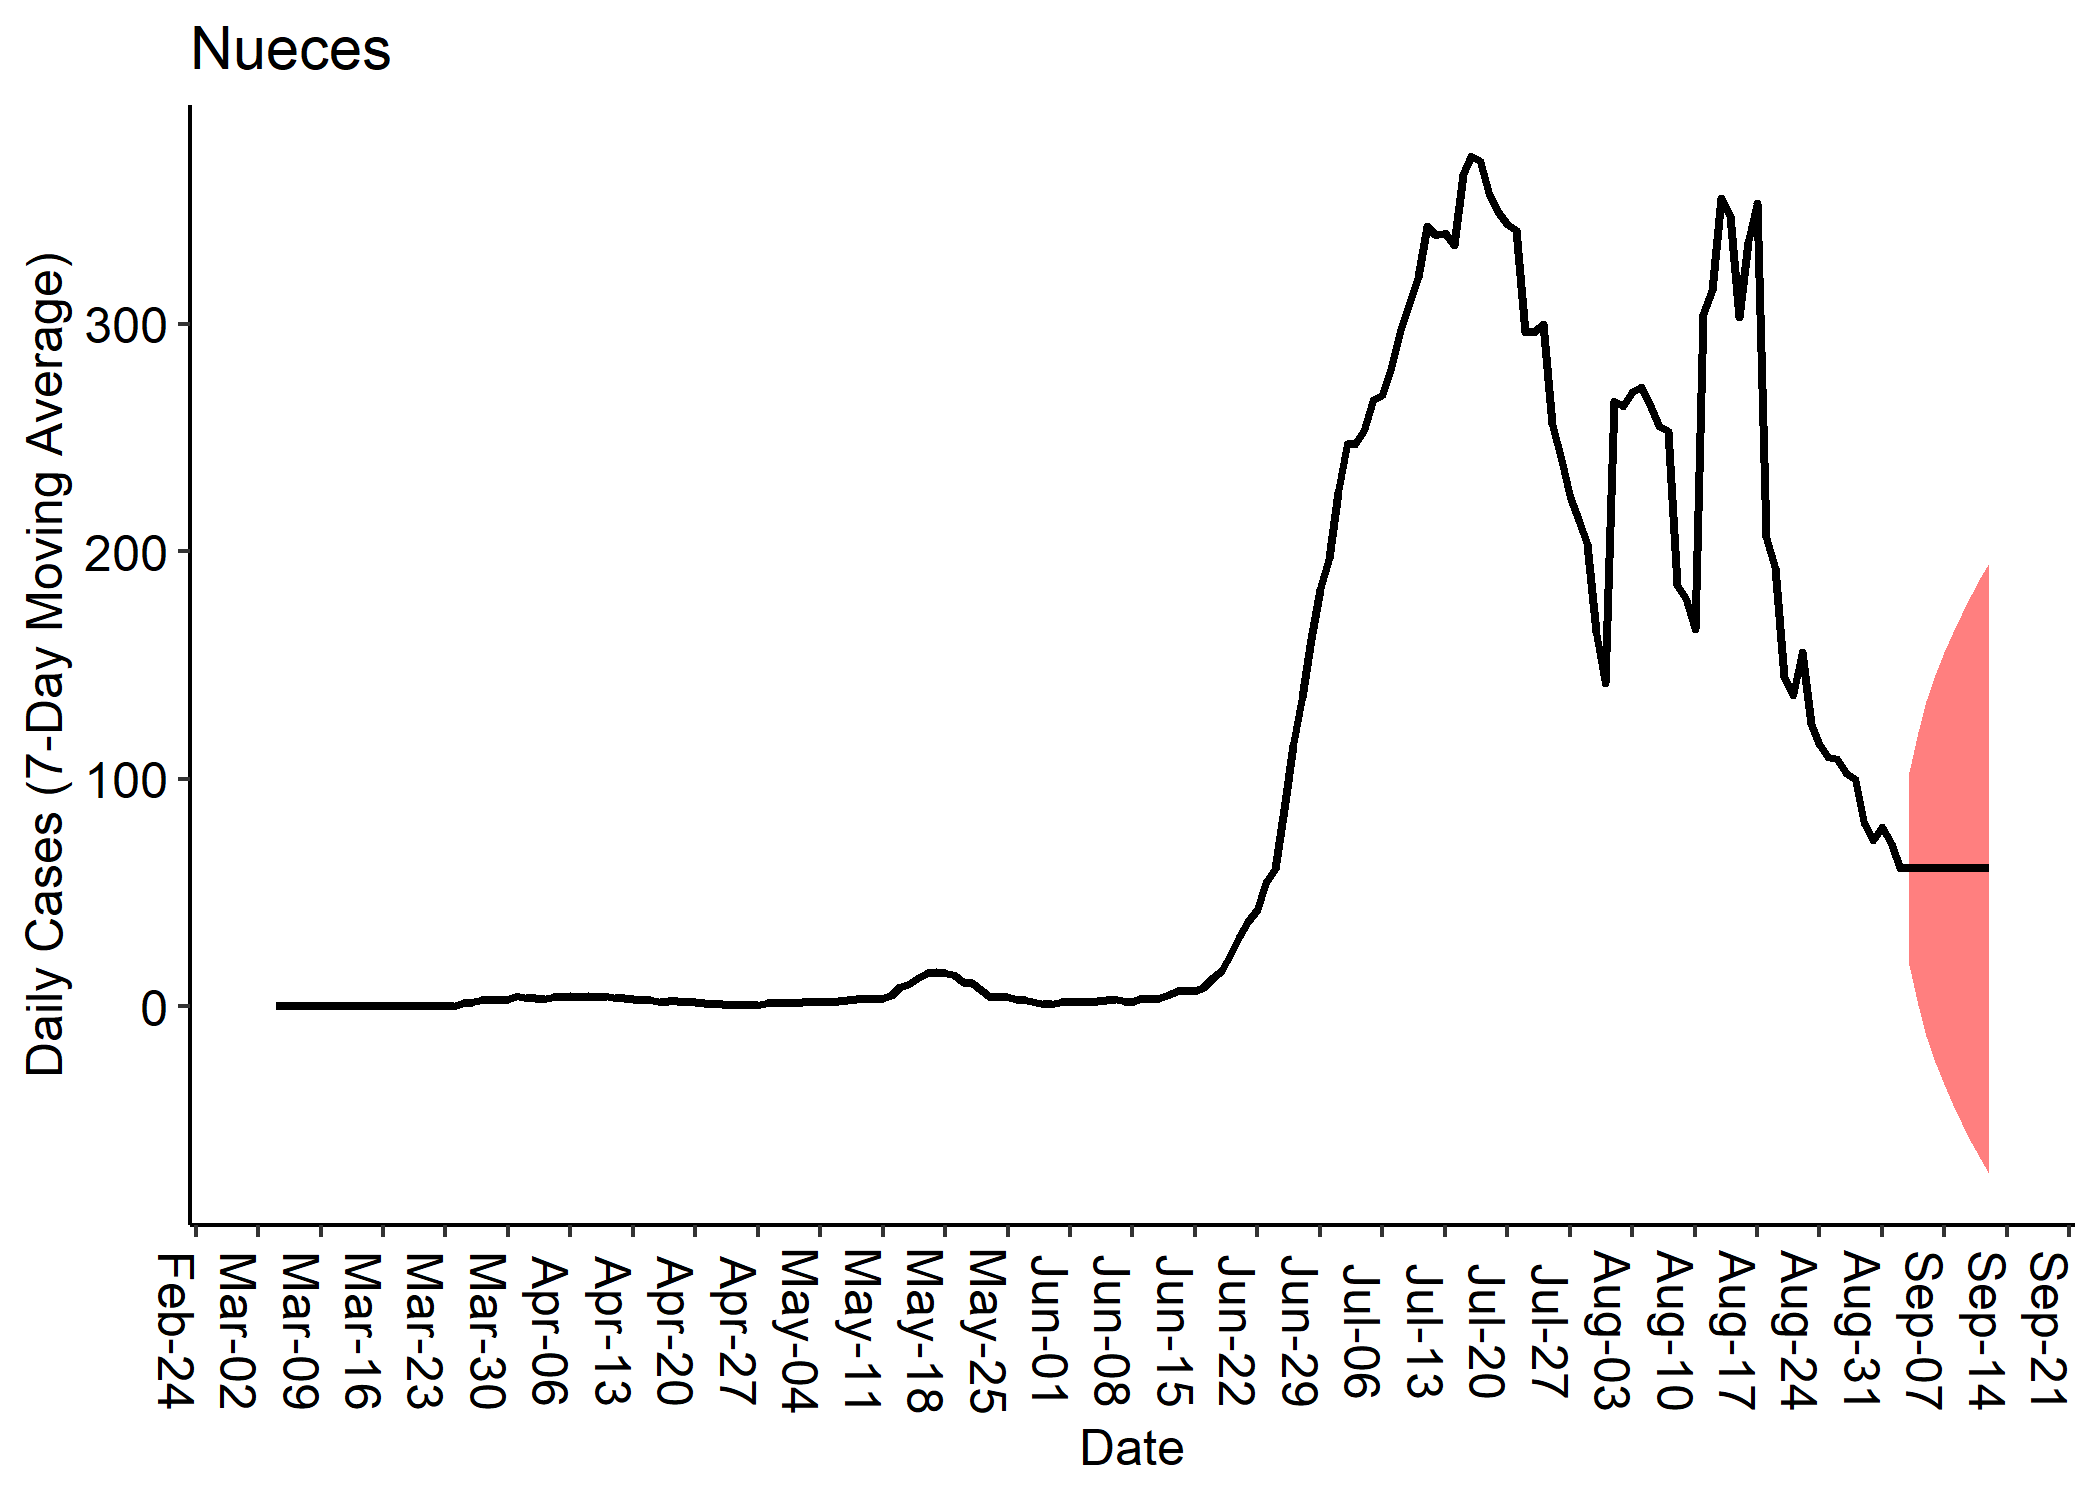 Nueces
Daily Cases (7-Day Moving Average)
300
200
100
0
Feb-24
Mar-02
Mar-09
Mar-16
Mar-23
Mar-30
Apr-06
Apr-13
Apr-20
Apr-27
May-04
May-11
May-18
May-25
Jun-01
Jun-08
Jun-15
Jun-22
Jun-29
Jul-06
Jul-13
Jul-20
Jul-27
Aug-03
Aug-10
Aug-17
Aug-24
Aug-31
Sep-07
Sep-14
Sep-21
Date